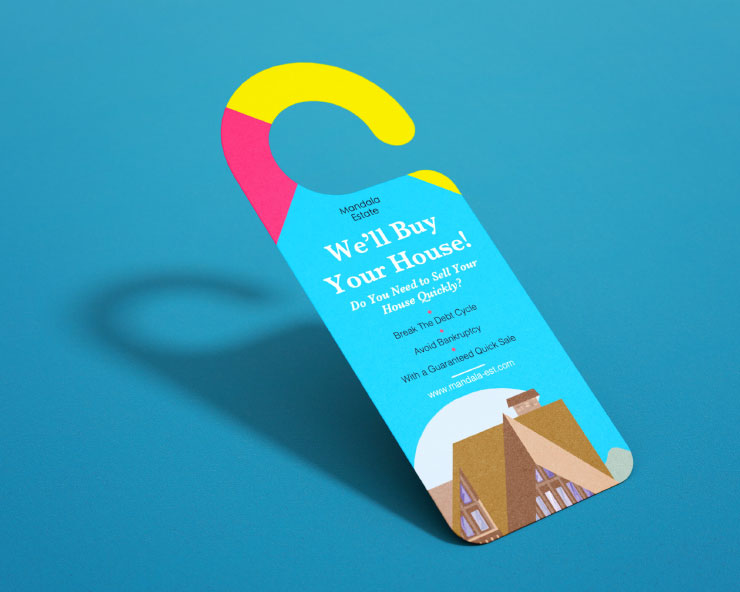 Mandala
Estate
We'll Buy
Your House!
Do You Need to Sell Your
House Quickly?
Break The Debt Cycle
Avoid Bankruptcy
With a Guaranteed Quick Sale
www.mandala-est.com